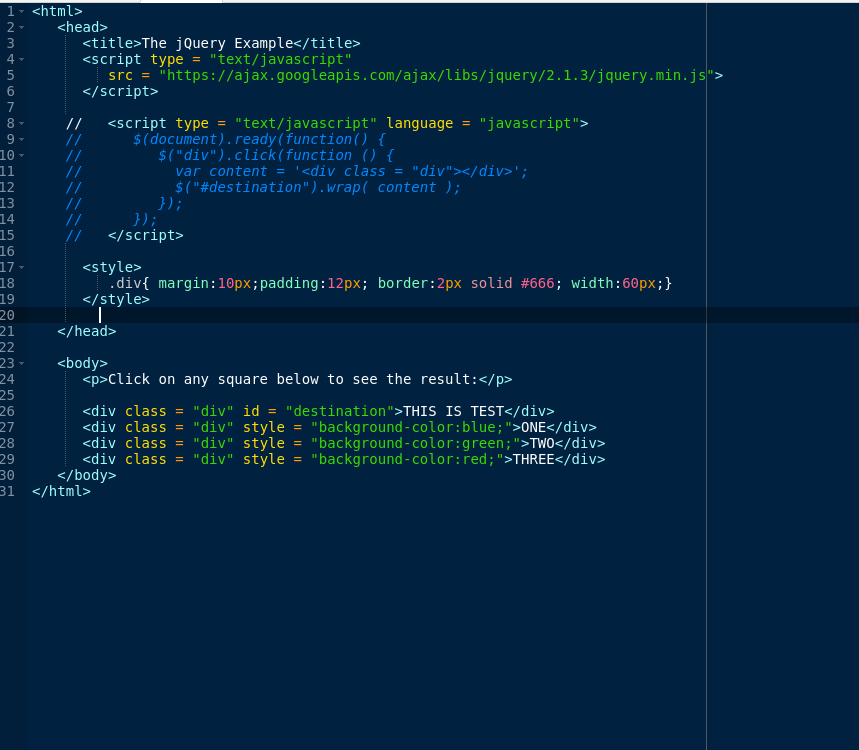 1 <html>
2    <head>
3       <title>The jQuery Example</title>
4       <script type = "text/javascript"
5          src = "https://ajax.googleapis.com/ajax/libs/jquery/2.1.3/jquery.min.js">
6       </script>
7
8     //   <script type = "text/javascript" language = "javascript">
9     //      $(document).ready(function() {
10     //         $("div").click(function () {
11     //           var content = '<div class = "div"></div>';
12     //           $("#destination").wrap( content );
13     //         });
14     //      });
15     //   </script>
16
17       <style>
18          .div{ margin:10px;padding:12px; border:2px solid #666; width:60px;}
19       </style>
20
21    </head>
22
23    <body>
24       <p>Click on any square below to see the result:</p>
25
26       <div class = "div" id = "destination">THIS IS TEST</div>
27       <div class = "div" style = "background-color:blue;">ONE</div>
28       <div class = "div" style = "background-color:green;">TWO</div>
29       <div class = "div" style = "background-color:red;">THREE</div>
30    </body>
31 </html>